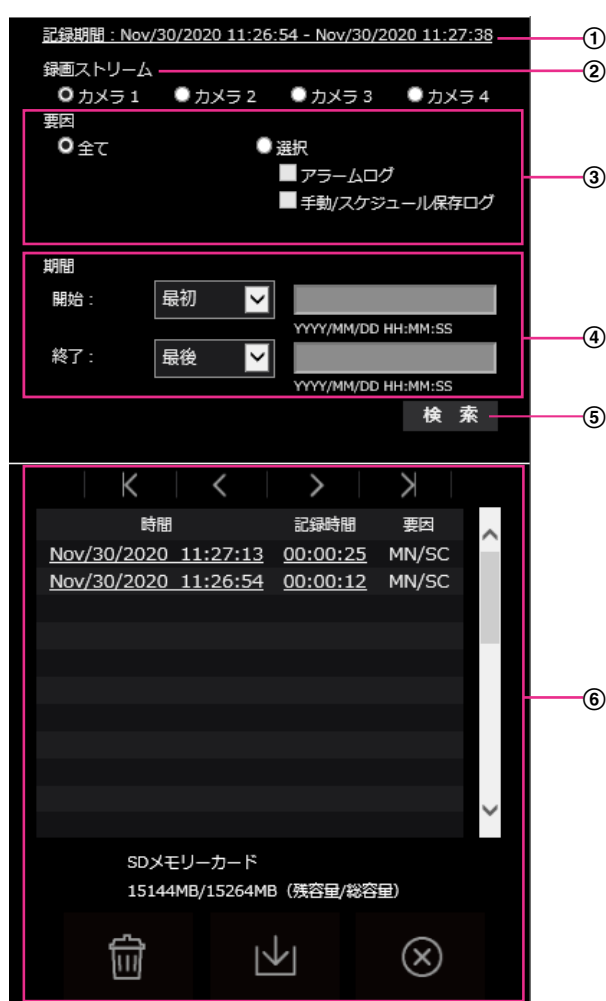 記録期間 : Nov/30/2020 11:26:54 - Nov/30/2020 11:27:38 ①
録画ストリーム ②
カメラ 1 カメラ 2 カメラ 3 カメラ 4
要因
全て 選択
アラームログ ③
手動/スケジュール保存ログ
期間
開始 : 最初
YYYY/MM/DD HH:MM:SS ④
終了 : 最後
YYYY/MM/DD HH:MM:SS
検 索 ⑤
時間 記録時間 要因
Nov/30/2020 11:27:13 00:00:25 MN/SC
Nov/30/2020 11:26:54 00:00:12 MN/SC
⑥
SDメモリーカード
15144MB/15264MB（残容量/総容量）